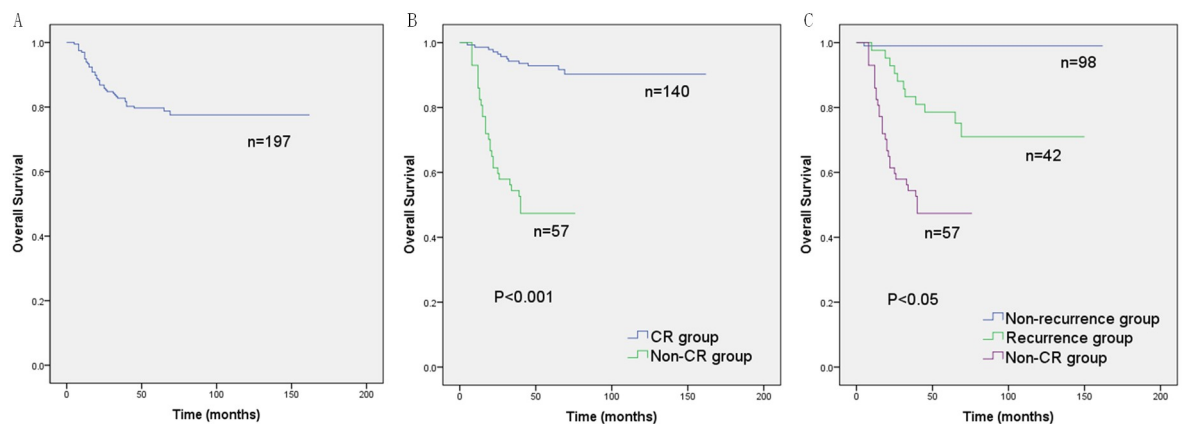 A
Overall Survival
1.0
0.8
0.6
0.4
0.2
0.0
n=197
0 50 100 150 200
Time (months)
B
Overall Survival
1.0
0.8
0.6
0.4
0.2
0.0
n=140
n=57
P<0.001
CR group
Non-CR group
0 50 100 150 200
Time (months)
C
Overall Survival
1.0
0.8
0.6
0.4
0.2
0.0
n=98
n=42
n=57
P<0.05
Non-recurrence group
Recurrence group
Non-CR group
0 50 100 150 200
Time (months)